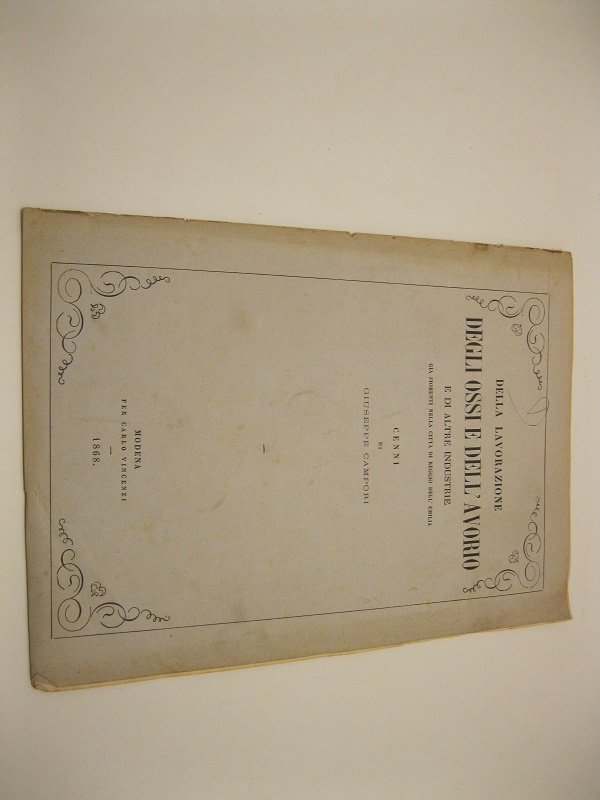 DELLA LAVORAZIONE
DEGLI OSSI E DELL' AVORIO
E DI ALTRE INDUSTRIE
GIÀ FIORENTI NELLA CITTÀ DI REGGIO DELL' EMILIA
CENNI
DI
GIUSEPPE CAMPORI
MODENA
PER CARLO VINCENZI
1868.